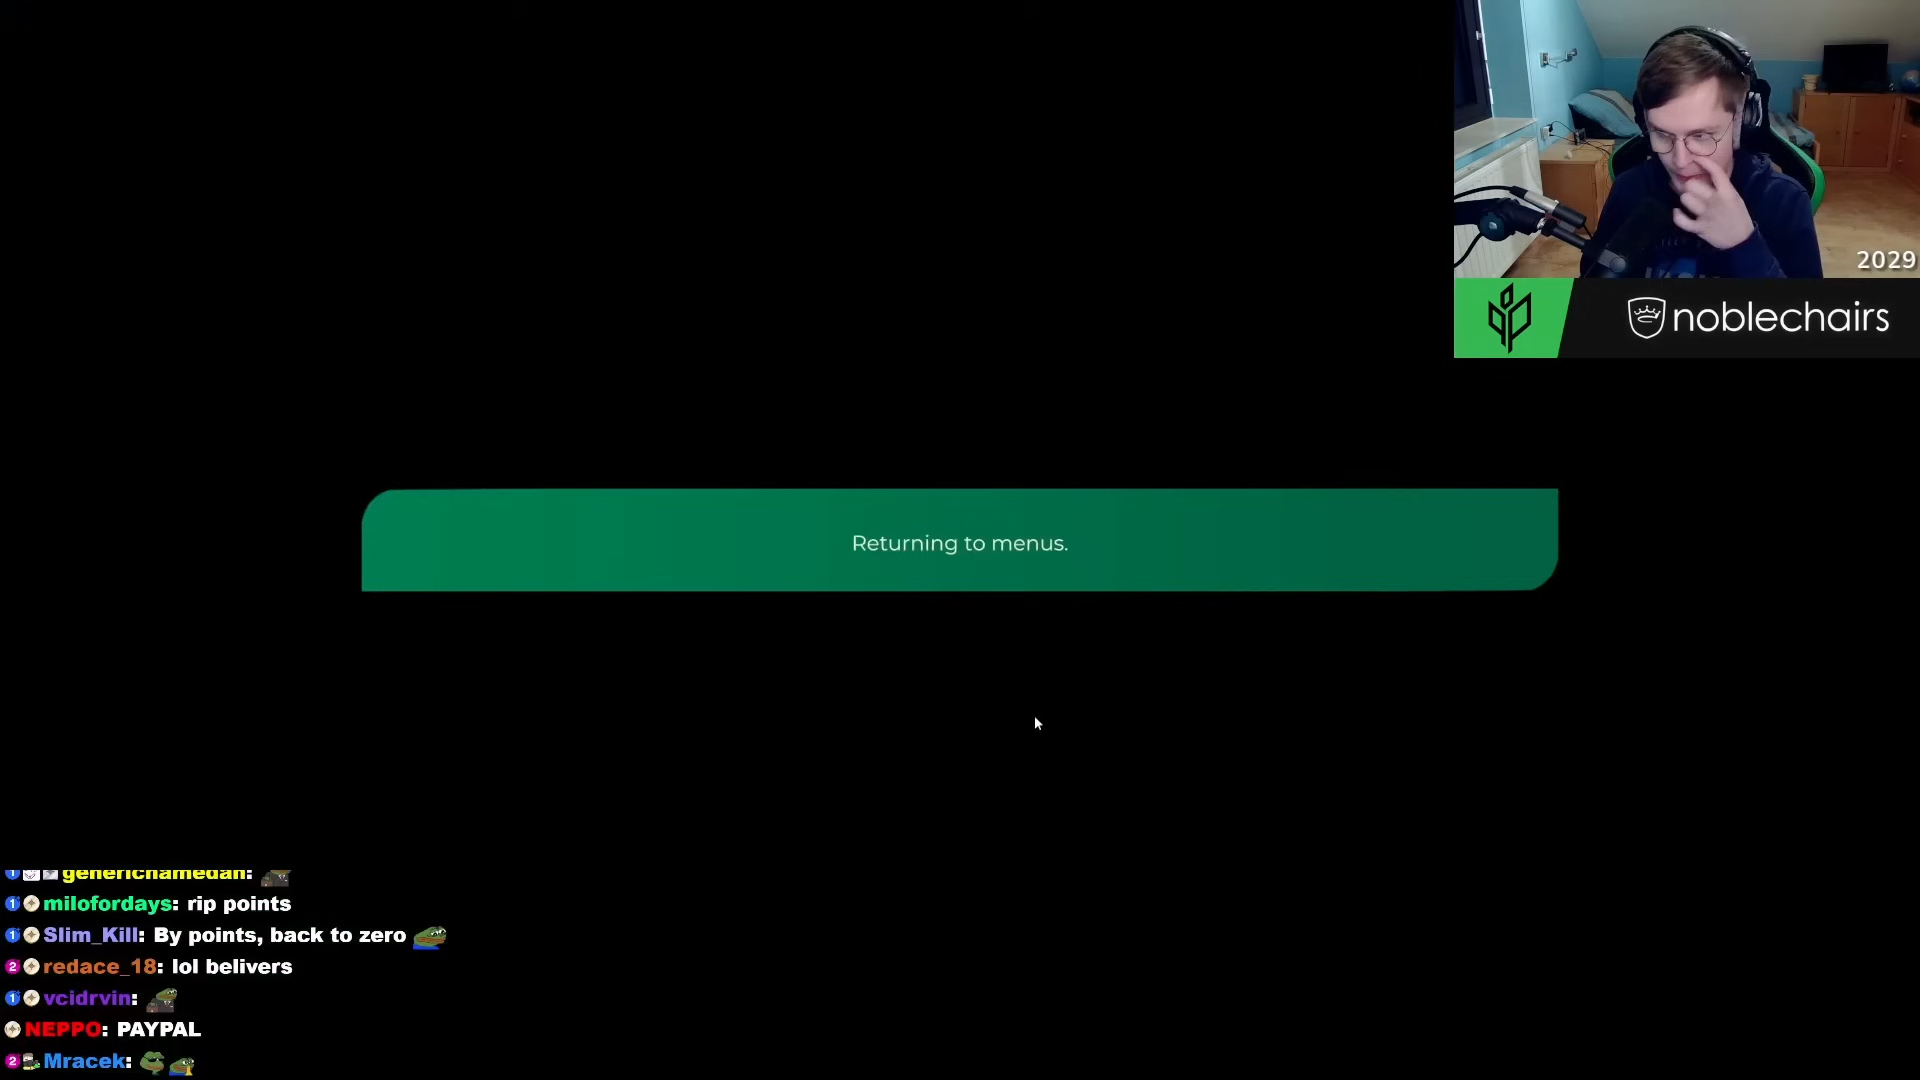 2029
noblechairs
Returning to menus.
genericnamedan:
milofordays: rip points
Slim_Kill: By points, back to zero
redace_18: lol belivers
vcidrvin:
NEPPO: PAYPAL
Mracek: